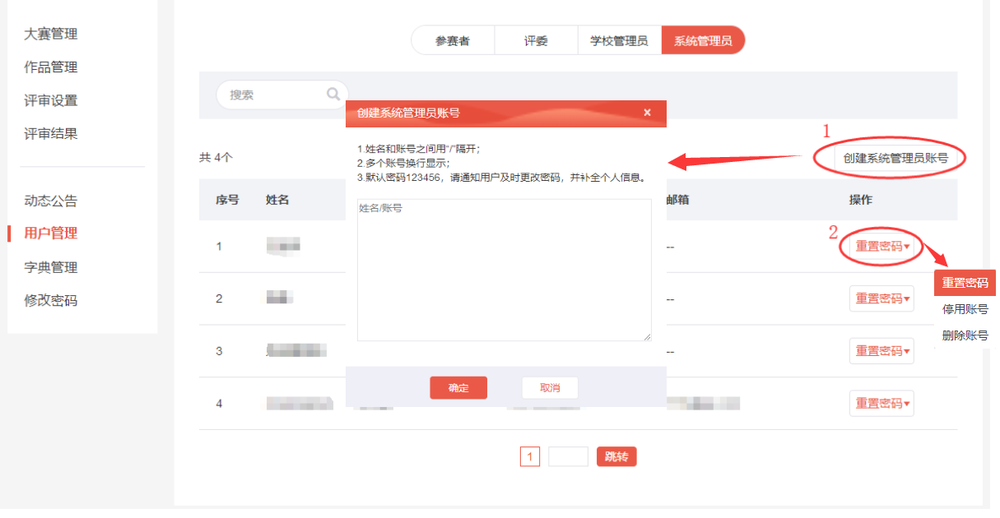 大赛管理
作品管理
评审设置
评审结果
动态公告
用户管理
字典管理
修改密码
参赛者 评委 学校管理员 系统管理员
搜索
共 4个
1
创建系统管理员账号
序号 姓名 邮箱 操作
1 -- 2 重置密码
2 -- 重置密码
3 -- 重置密码
4 重置密码
重置密码
停用账号
删除账号
创建系统管理员账号 ×
1.姓名和账号之间用"/"隔开;
2.多个账号换行显示;
3.默认密码123456，请通知用户及时更改密码，并补全个人信息。
姓名/账号
确定 取消
1 跳转